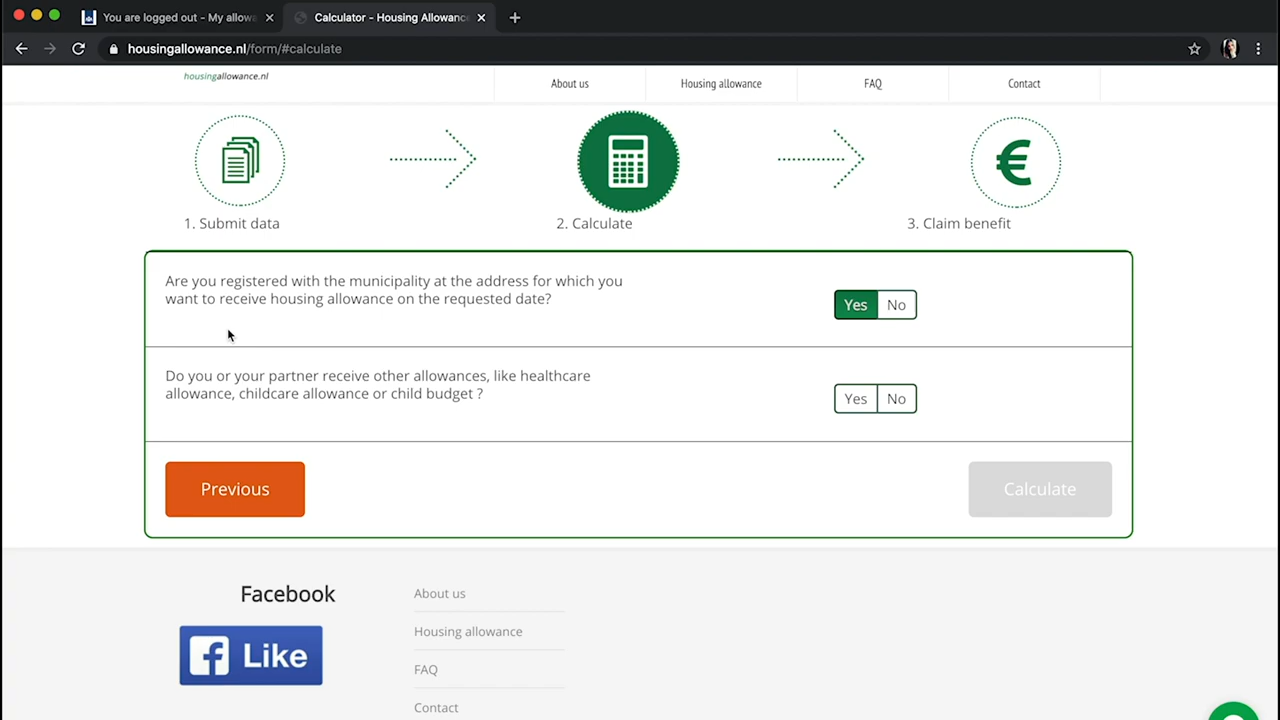 You are logged out - My allow
Calculator - Housing Allowanc
housingallowance.nl/form/#calculate
housingallowance.nl
About us
Housing allowance
FAQ
Contact
1. Submit data
2. Calculate
3. Claim benefit
Are you registered with the municipality at the address for which you
want to receive housing allowance on the requested date?
Yes
No
Do you or your partner receive other allowances, like healthcare
allowance, childcare allowance or child budget ?
Yes
No
Previous
Calculate
Facebook
Like
About us
Housing allowance
FAQ
Contact